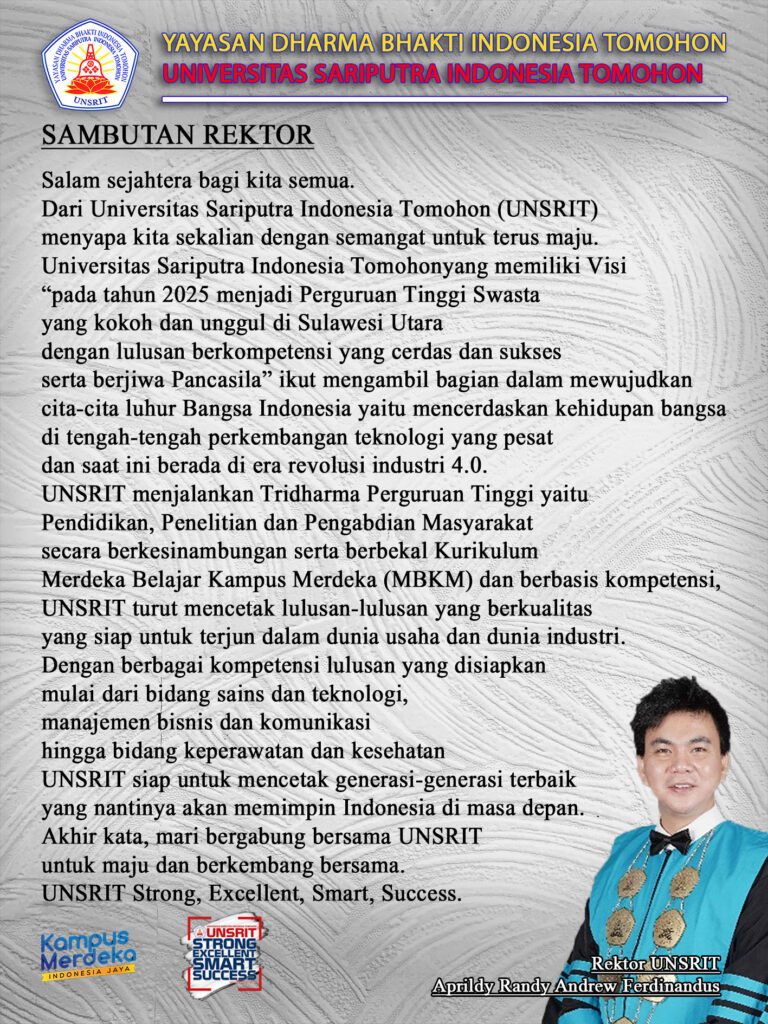 YAYASAN DHARMA BHAKTI INDONESIA TOMOHON
UNIVERSITAS SARIPUTRA INDONESIA TOMOHON
YAYASAN DHARMA BHAKTI INDONESIA TOMOHON
UNIVERSITAS SARIPUTRA INDONESIA TOMOHON
UNSRIT
SAMBUTAN REKTOR
Salam sejahtera bagi kita semua.
Dari Universitas Sariputra Indonesia Tomohon (UNSRIT)
menyapa kita sekalian dengan semangat untuk terus maju.
Universitas Sariputra Indonesia Tomohonyang memiliki Visi
“pada tahun 2025 menjadi Perguruan Tinggi Swasta
yang kokoh dan unggul di Sulawesi Utara
dengan lulusan berkompetensi yang cerdas dan sukses
serta berjiwa Pancasila” ikut mengambil bagian dalam mewujudkan
cita-cita luhur Bangsa Indonesia yaitu mencerdaskan kehidupan bangsa
di tengah-tengah perkembangan teknologi yang pesat
dan saat ini berada di era revolusi industri 4.0.
UNSRIT menjalankan Tridharma Perguruan Tinggi yaitu
Pendidikan, Penelitian dan Pengabdian Masyarakat
secara berkesinambungan serta berbekal Kurikulum
Merdeka Belajar Kampus Merdeka (MBKM) dan berbasis kompetensi,
UNSRIT turut mencetak lulusan-lulusan yang berkualitas
yang siap untuk terjun dalam dunia usaha dan dunia industri.
Dengan berbagai kompetensi lulusan yang disiapkan
mulai dari bidang sains dan teknologi,
manajemen bisnis dan komunikasi
hingga bidang keperawatan dan kesehatan
UNSRIT siap untuk mencetak generasi-generasi terbaik
yang nantinya akan memimpin Indonesia di masa depan.
Akhir kata, mari bergabung bersama UNSRIT
untuk maju dan berkembang bersama.
UNSRIT Strong, Excellent, Smart, Success.
Kampus
Merdeka
INDONESIA JAYA
UNSRIT
STRONG
EXCELLENT
SMART
SUCCESS
Rektor UNSRIT
Aprildy Randy Andrew Ferdinandus